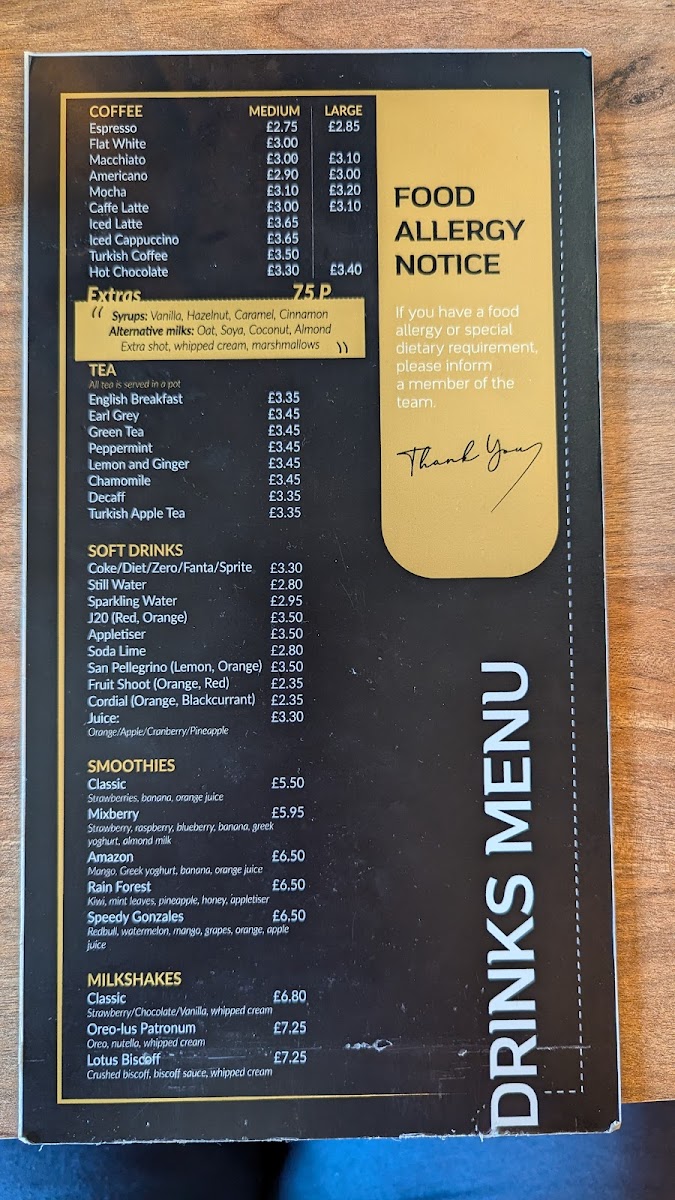 COFFEE MEDIUM LARGE
Espresso £2.75 £2.85
Flat White £3.00
Macchiato £3.00 £3.10
Americano £2.90 £3.00
Mocha £3.10 £3.20
Caffe Latte £3.00 £3.10
Iced Latte £3.65
Iced Cappuccino £3.65
Turkish Coffee £3.50
Hot Chocolate £3.30 £3.40
Extras 75 P
Syrups: Vanilla, Hazelnut, Caramel, Cinnamon
Alternative milks: Oat, Soya, Coconut, Almond
Extra shot, whipped cream, marshmallows
TEA
All tea is served in a pot
English Breakfast £3.35
Earl Grey £3.45
Green Tea £3.45
Peppermint £3.45
Lemon and Ginger £3.45
Chamomile £3.45
Decaff £3.35
Turkish Apple Tea £3.35
SOFT DRINKS
Coke/Diet/Zero/Fanta/Sprite £3.30
Still Water £2.80
Sparkling Water £2.95
J20 (Red, Orange) £3.50
Appletiser £3.50
Soda Lime £2.80
San Pellegrino (Lemon, Orange) £3.50
Fruit Shoot (Orange, Red) £2.35
Cordial (Orange, Blackcurrant) £2.35
Juice: £3.30
Orange/Apple/Cranberry/Pineapple
SMOOTHIES
Classic £5.50
Strawberries, banana, orange juice
Mixberry £5.95
Strawberry, raspberry, blueberry, banana, greek
yoghurt, almond milk
Amazon £6.50
Mango, Greek yoghurt, banana, orange juice
Rain Forest £6.50
Kiwi, mint leaves, pineapple, honey, appletiser
Speedy Gonzales £6.50
Redbull, watermelon, mango, grapes, orange, apple
juice
MILKSHAKES
Classic £6.80
Strawberry/Chocolate/Vanilla, whipped cream
Oreo-lus Patronum £7.25
Oreo, nutella, whipped cream
Lotus Biscoff £7.25
Crushed biscoff, biscoff sauce, whipped cream
FOOD
ALLERGY
NOTICE
If you have a food
allergy or special
dietary requirement,
please inform
a member of the
team.
Thank You
DRINKS MENU